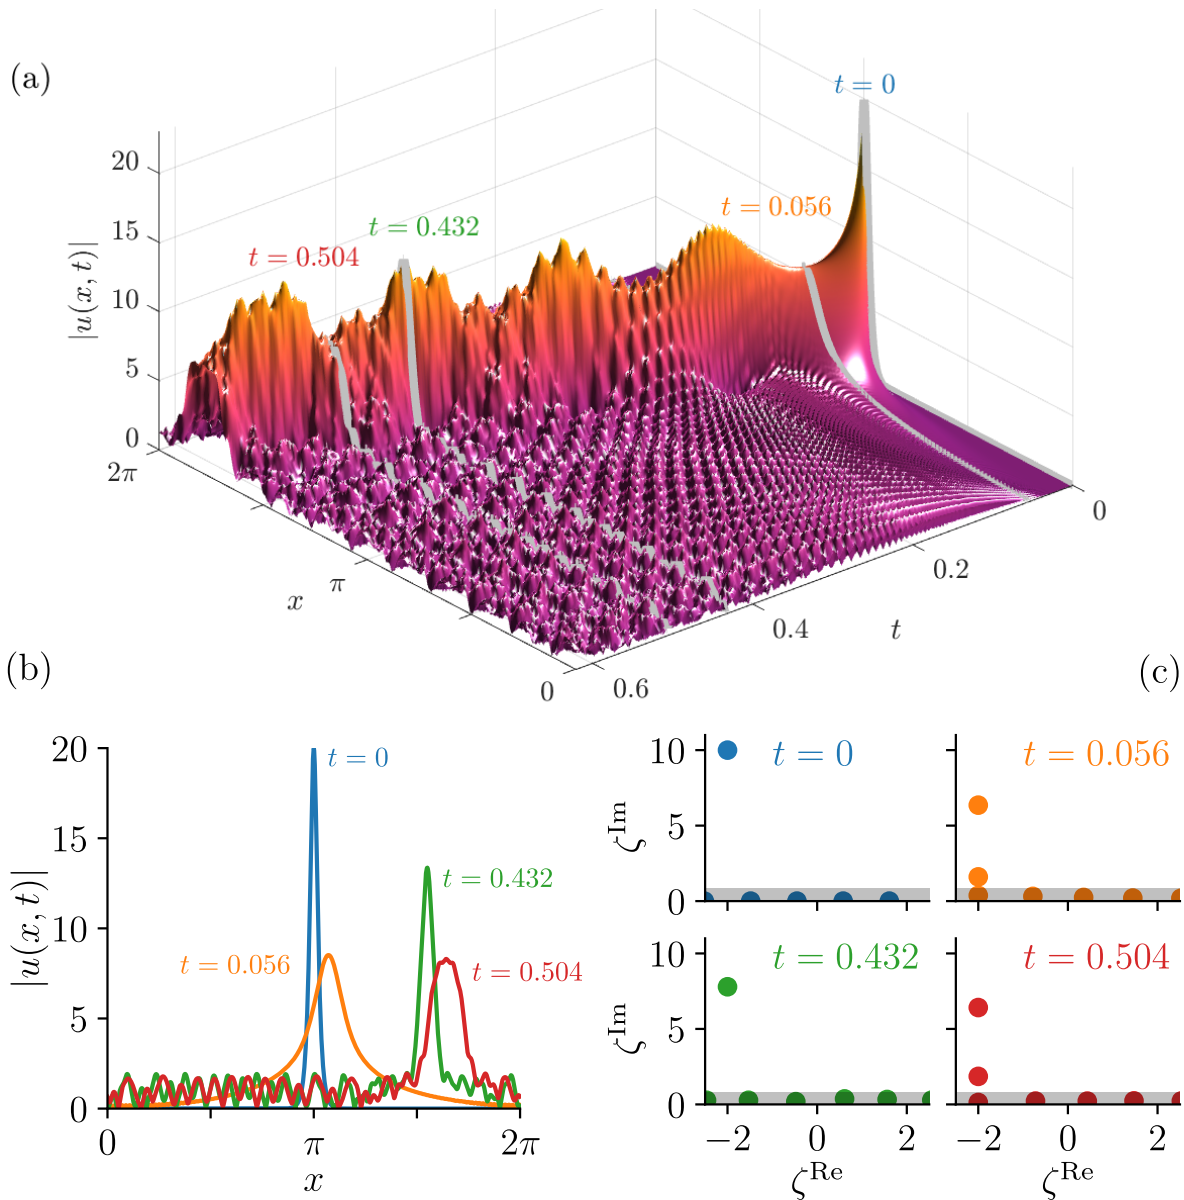 (a)
t = 0
t = 0.056
t = 0.432
t = 0.504
|u(x, t)|
20
15
10
5
0
2π
x
π
0
0
0.2
0.4
0.6
t
(b)
(c)
|u(x, t)|
20
15
10
5
0
t = 0
t = 0.432
t = 0.056
t = 0.504
0
π
2π
x
ζ^Im
10
5
0
t = 0
t = 0.056
ζ^Im
10
5
0
t = 0.432
t = 0.504
−2 0 2
−2 0 2
ζ^Re
ζ^Re